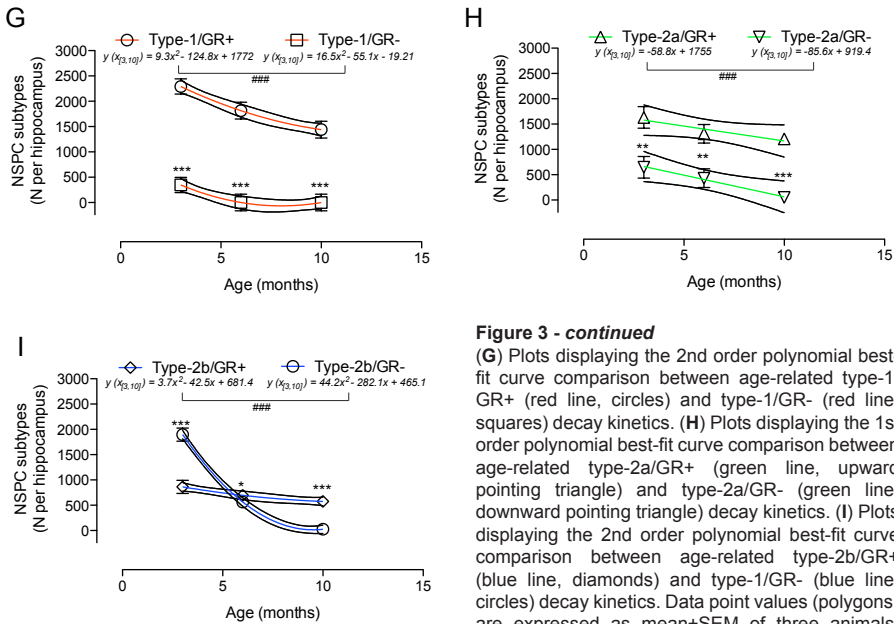 G
Type-1/GR+ Type-1/GR-
y (x[3,10]) = 9.3x² - 124.8x + 1772 y (x[3,10]) = 16.5x² - 55.1x - 19.21
###
3000
2500
2000
1500
1000
500
0
NSPC subtypes
(N per hippocampus)
*** *** ***
0 5 10 15
Age (months)
H
Type-2a/GR+ Type-2a/GR-
y (x[3,10]) = -58.8x + 1755 y (x[3,10]) = -85.6x + 919.4
###
3000
2500
2000
1500
1000
500
0
NSPC subtypes
(N per hippocampus)
** ** ***
0 5 10 15
Age (months)
I
Type-2b/GR+ Type-2b/GR-
y (x[3,10]) = 3.7x² - 42.5x + 681.4 y (x[3,10]) = 44.2x² - 282.1x + 465.1
###
3000
2500
2000
1500
1000
500
0
NSPC subtypes
(N per hippocampus)
*** * ***
0 5 10 15
Age (months)
Figure 3 - continued
(G) Plots displaying the 2nd order polynomial best-
fit curve comparison between age-related type-1
GR+ (red line, circles) and type-1/GR- (red line
squares) decay kinetics. (H) Plots displaying the 1s
order polynomial best-fit curve comparison between
age-related type-2a/GR+ (green line, upward
pointing triangle) and type-2a/GR- (green line
downward pointing triangle) decay kinetics. (I) Plots
displaying the 2nd order polynomial best-fit curve
comparison between age-related type-2b/GR+
(blue line, diamonds) and type-1/GR- (blue line
circles) decay kinetics. Data point values (polygons
are expressed as mean±SEM of three animals